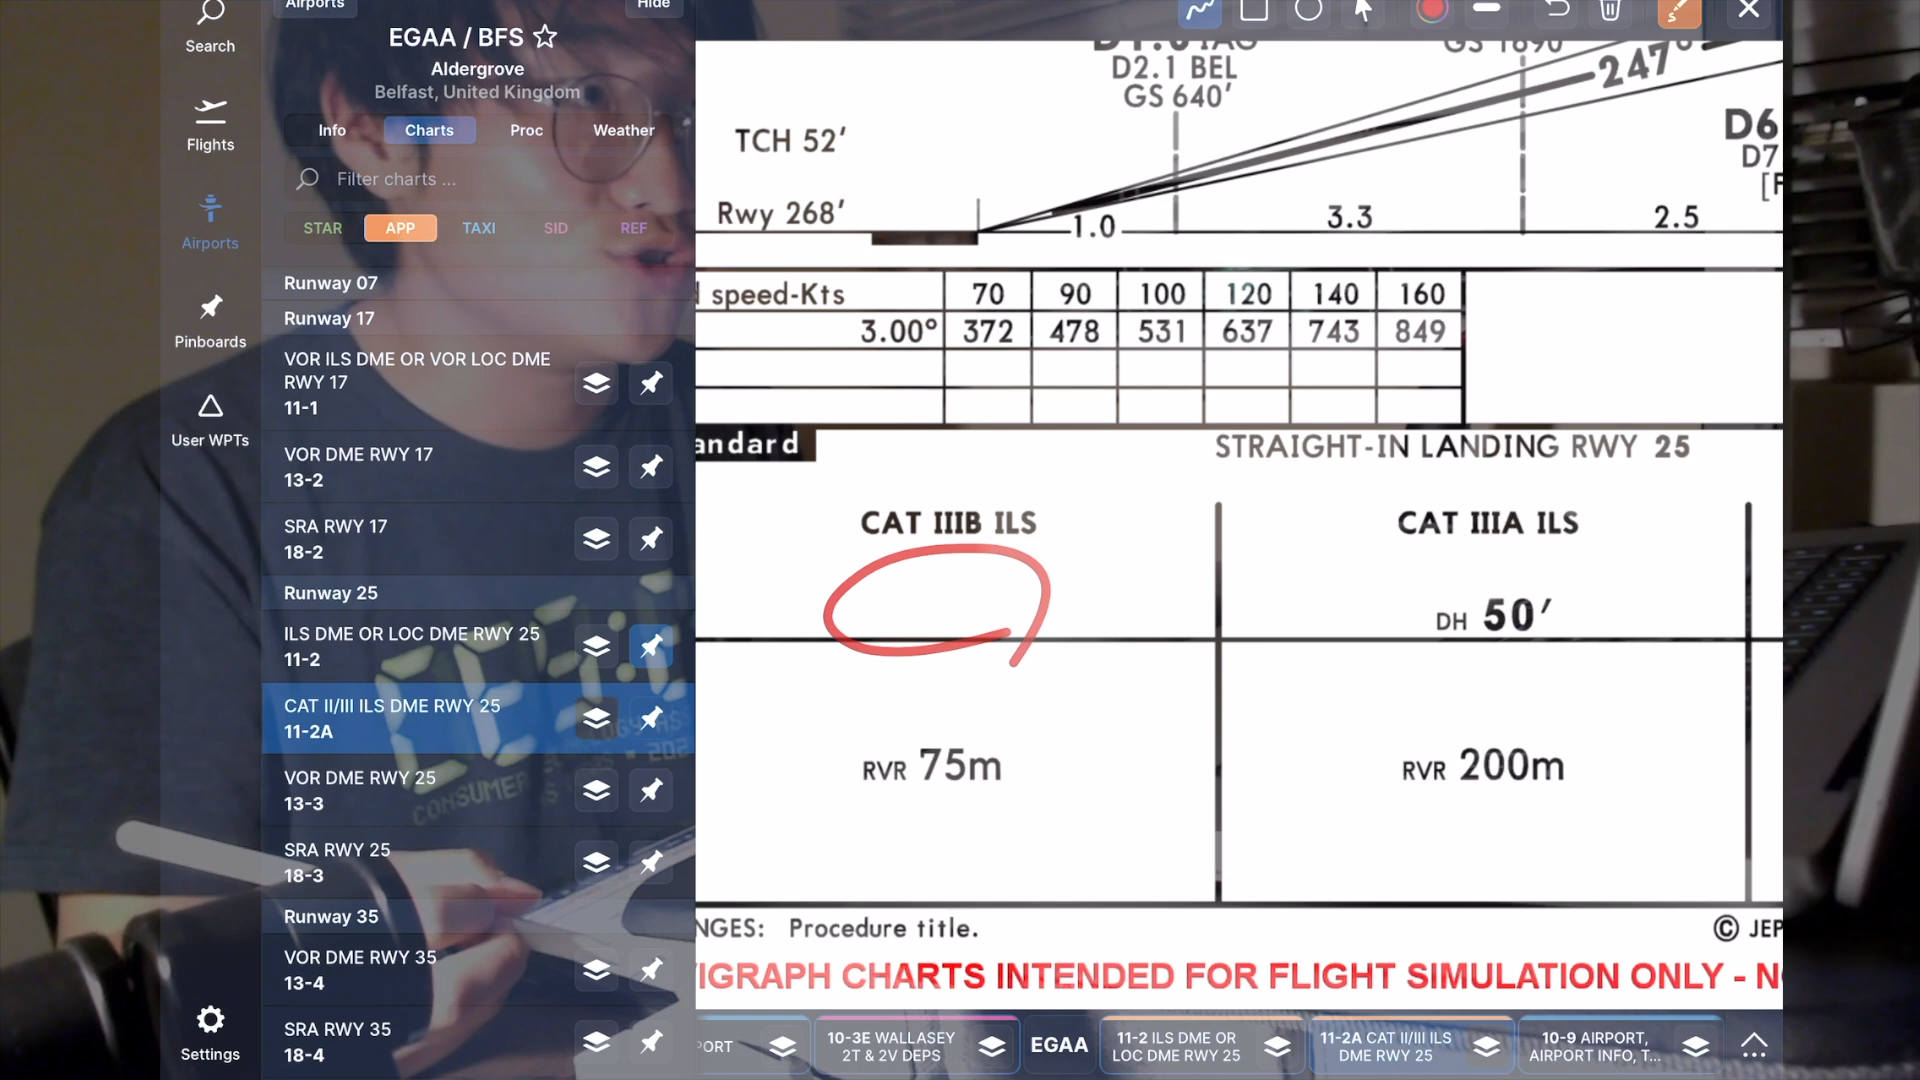 Airports
Hide
Search
EGAA / BFS
Aldergrove
Belfast, United Kingdom
Flights
Info
Charts
Proc
Weather
Filter charts ...
STAR
APP
TAXI
SID
REF
Airports
Runway 07
Runway 17
Pinboards
VOR ILS DME OR VOR LOC DME
RWY 17
11-1
User WPTs
VOR DME RWY 17
13-2
SRA RWY 17
18-2
Runway 25
ILS DME OR LOC DME RWY 25
11-2
CAT II/III ILS DME RWY 25
11-2A
VOR DME RWY 25
13-3
SRA RWY 25
18-3
Runway 35
VOR DME RWY 35
13-4
SRA RWY 35
18-4
Settings
D2.1 BEL
GS 640'
GS 1690'
247°
TCH 52'
D6
D7
Rwy 268'
1.0
3.3
2.5
speed-Kts 70 90 100 120 140 160
3.00° 372 478 531 637 743 849
andard
STRAIGHT-IN LANDING RWY 25
CAT IIIB ILS
CAT IIIA ILS
DH 50'
RVR 75m
RVR 200m
NGES: Procedure title.
© JEP
IGRAPH CHARTS INTENDED FOR FLIGHT SIMULATION ONLY - N
PORT
10-3E WALLASEY
2T & 2V DEPS
EGAA
11-2 ILS DME OR
LOC DME RWY 25
11-2A CAT II/III ILS
DME RWY 25
10-9 AIRPORT,
AIRPORT INFO, T...